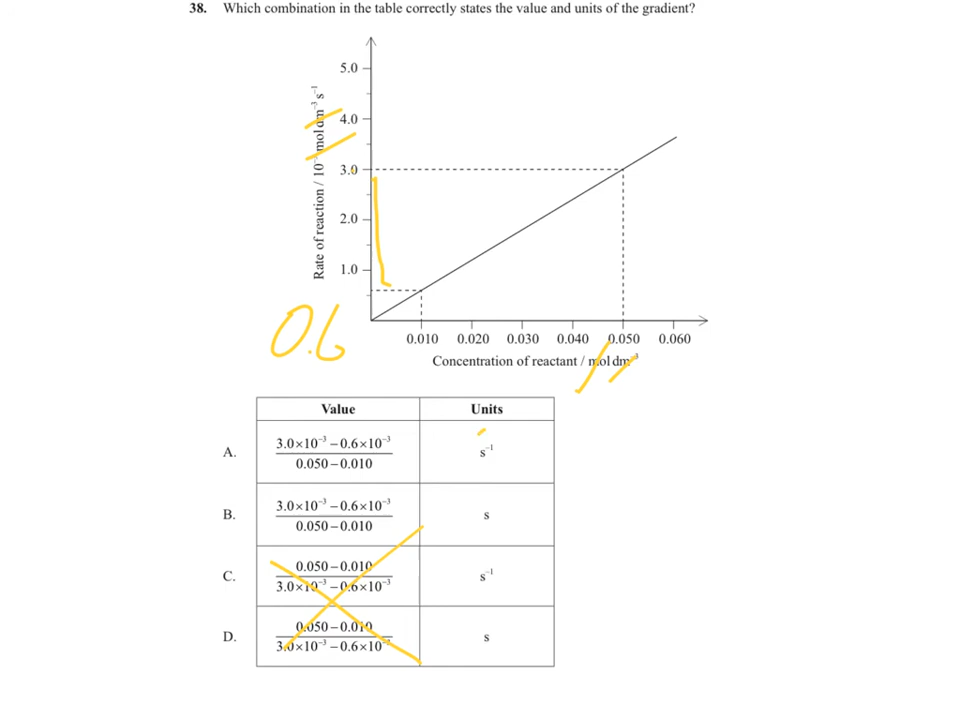 38. Which combination in the table correctly states the value and units of the gradient?
5.0
4.0
3.0
2.0
1.0
Rate of reaction / 10⁻³ mol dm⁻³ s⁻¹
0.6
0.010 0.020 0.030 0.040 0.050 0.060
Concentration of reactant / mol dm⁻³
Value Units
A. 3.0×10⁻³ – 0.6×10⁻³ s⁻¹
0.050 – 0.010
B. 3.0×10⁻³ – 0.6×10⁻³ s
0.050 – 0.010
C. 0.050 – 0.010 s⁻¹
3.0×10⁻³ – 0.6×10⁻³
D. 0.050 – 0.010 s
3.0×10⁻³ – 0.6×10⁻³